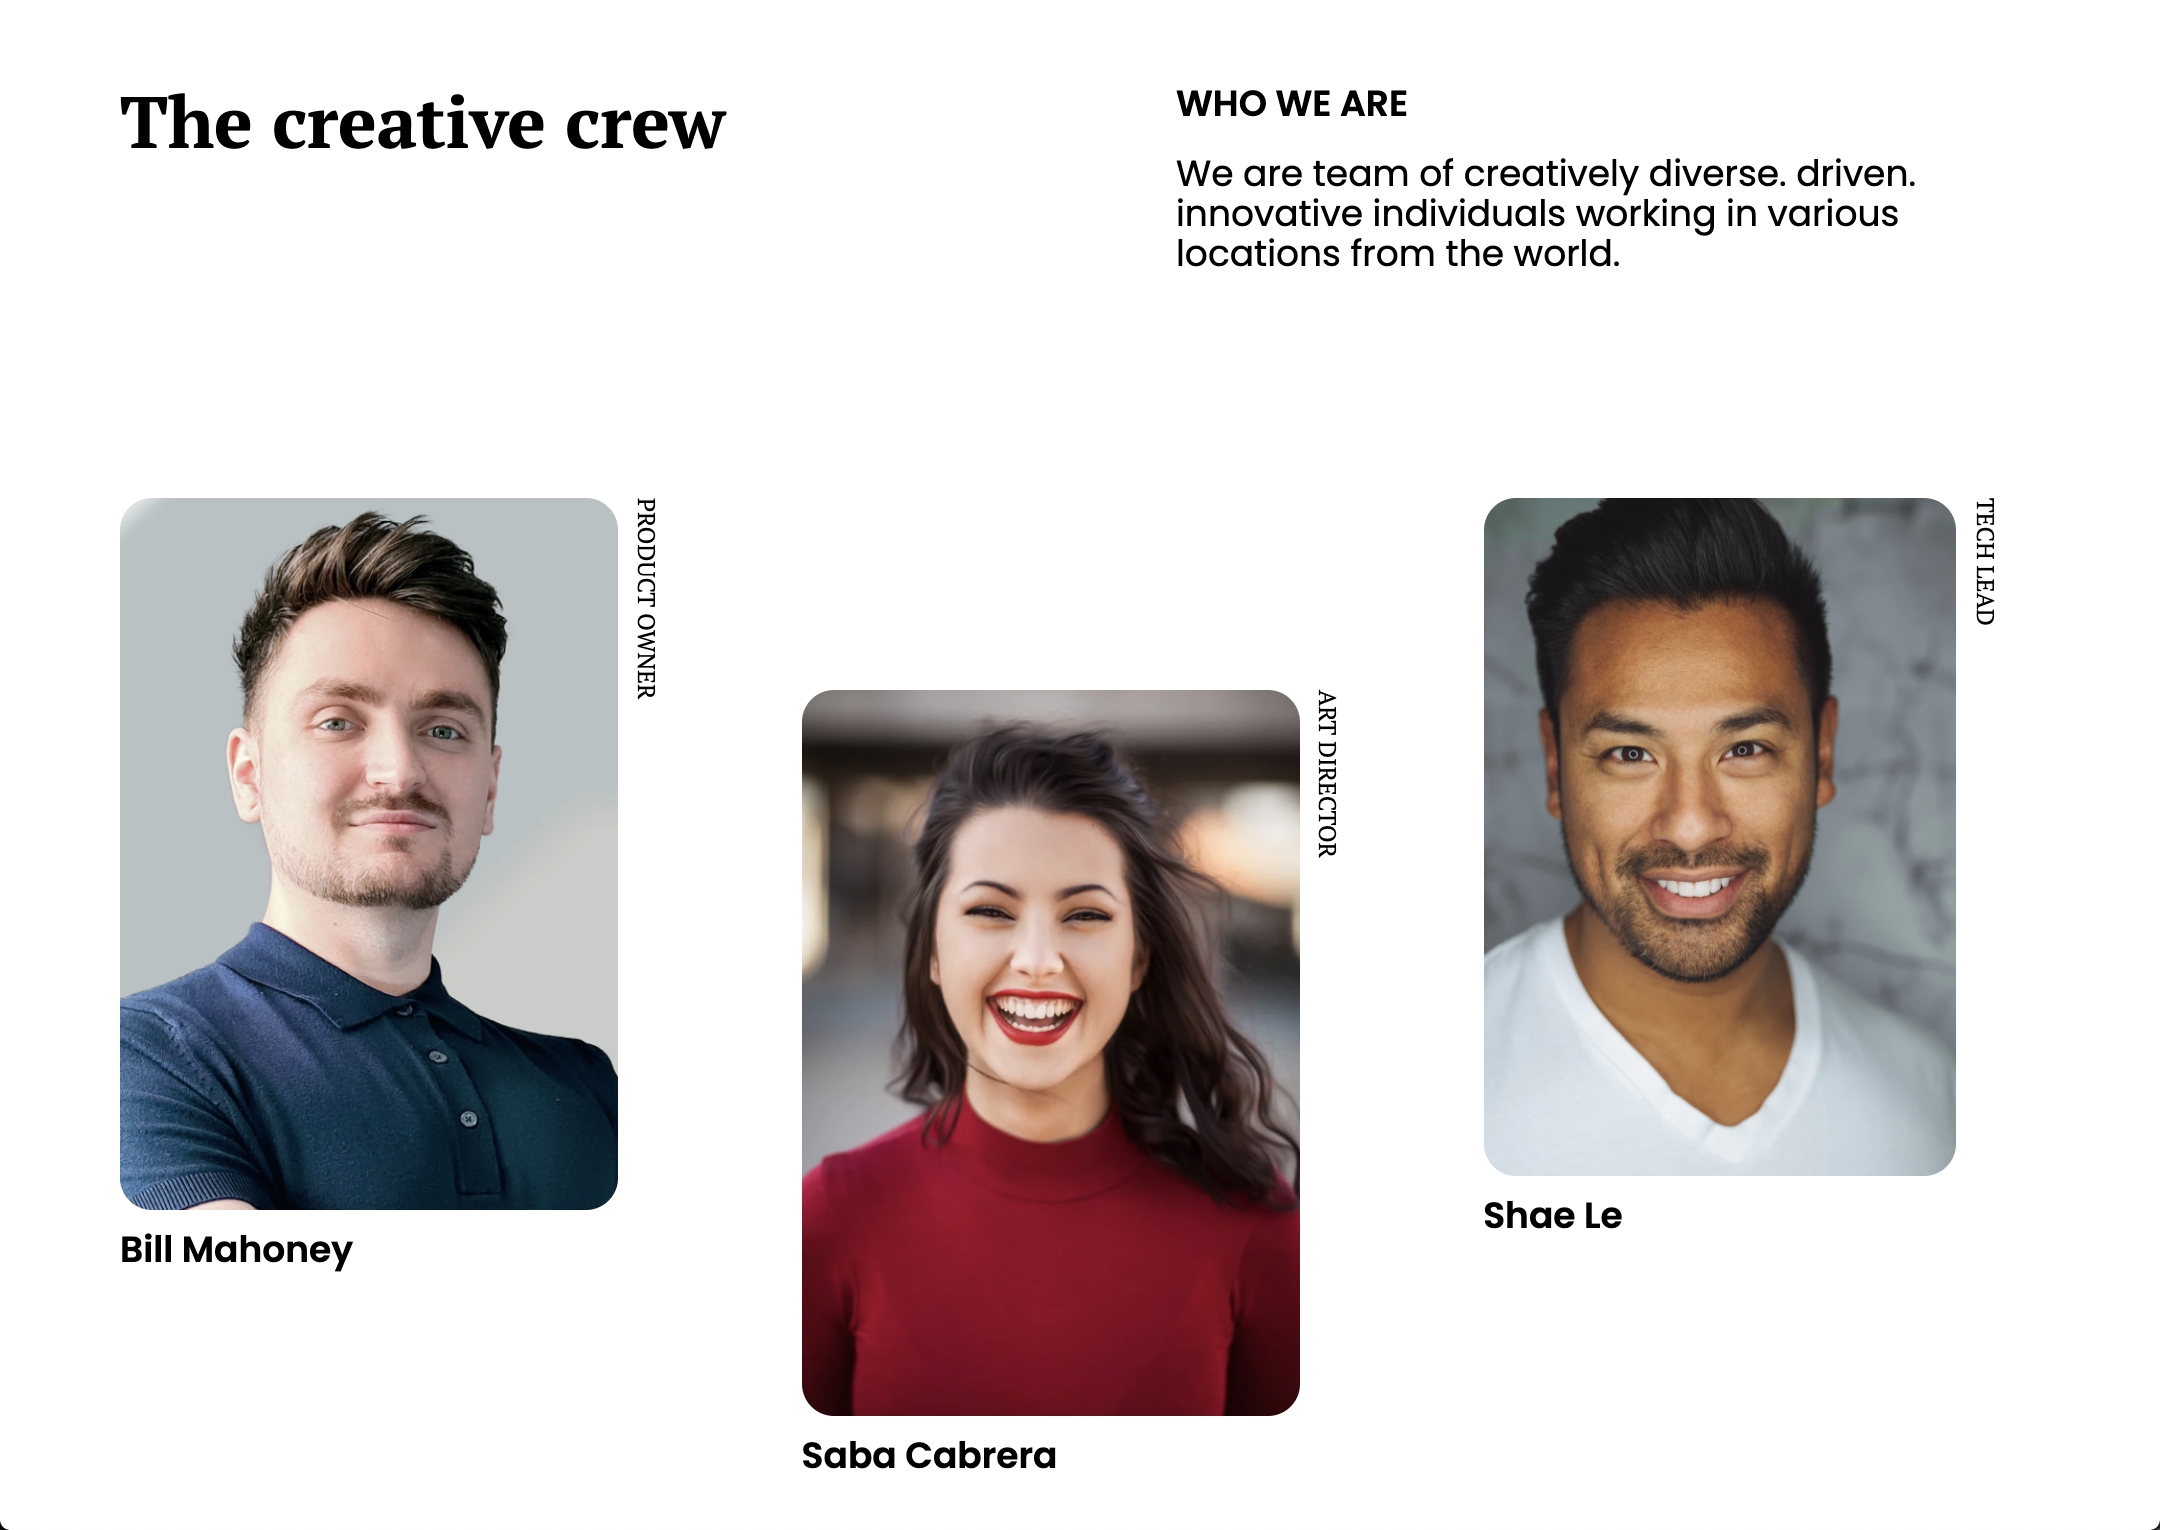 The creative crew
WHO WE ARE
We are team of creatively diverse. driven.
innovative individuals working in various
locations from the world.
PRODUCT OWNER
Bill Mahoney
ART DIRECTOR
Saba Cabrera
TECH LEAD
Shae Le